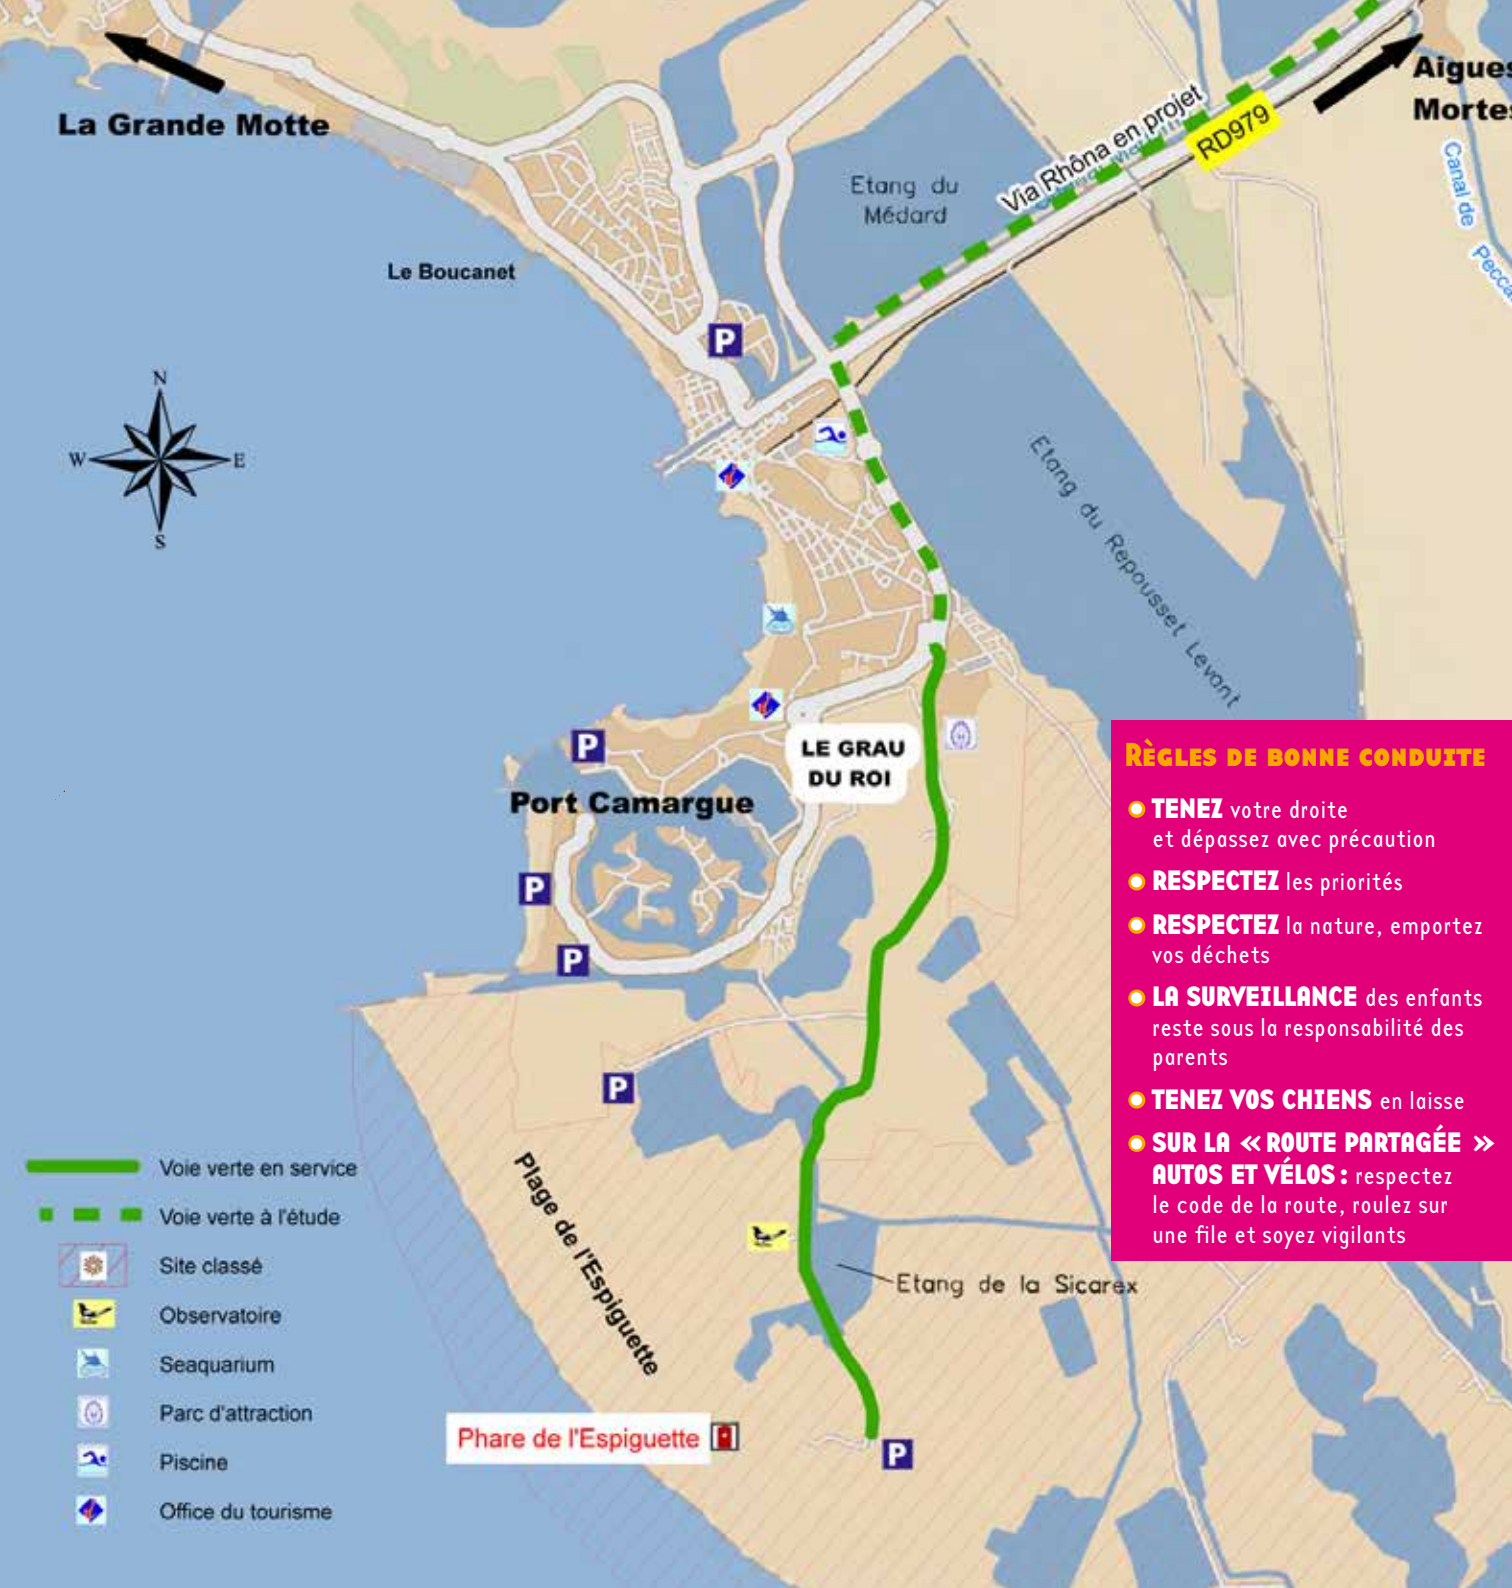 La Grande Motte
Aigues
Mortes
Via Rhôna en projet
RD979
Canal de
Pecca
Etang du
Médard
Le Boucanet
P
N
W
E
S
Etang du Repousset Levant
P
LE GRAU
DU ROI
Port Camargue
P
P
P
Plage de l'Espiguette
Etang de la Sicarex
Phare de l'Espiguette
P
RÈGLES DE BONNE CONDUITE
TENEZ votre droite
et dépassez avec précaution
RESPECTEZ les priorités
RESPECTEZ la nature, emportez
vos déchets
LA SURVEILLANCE des enfants
reste sous la responsabilité des
parents
TENEZ VOS CHIENS en laisse
SUR LA « ROUTE PARTAGÉE »
AUTOS ET VÉLOS : respectez
le code de la route, roulez sur
une file et soyez vigilants
Voie verte en service
Voie verte à l'étude
Site classé
Observatoire
Seaquarium
Parc d'attraction
Piscine
Office du tourisme